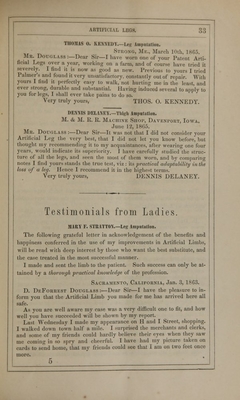 ARTIFICIAL LEGS. 33
THOMAS O. KENNEDY.—Leg Amputation.
STRONG, ME., March 10th, 1865.
MR. DOUGLASS:—Dear Sir—I have worn one of your Patent Arti-
ficial Legs over a year, working on a farm, and of course have tried it
severely. I find it is now as good as new. Previous to yours I tried
Palmer's and found it very unsatisfactory, constantly out of repair. With
yours I find it perfectly easy to walk, not hurting me in the least, and
ever strong, durable and substantial. Having induced several to apply to
you for legs, I shall ever take pains to do so.
Very truly yours, THOS. O. KENNEDY.
DENNIS DELANEY.—Thigh Amputation.
M. & M. R. R. MACHINE SHOP, DAVENPORT, IOWA,
June 12, 1865.
MR. DOUGLASS:—Dear Sir—It was not that I did not consider your
Artificial Leg the very best, that I did not let you know before, but
thought my recommending it to my acquaintances, after wearing one four
years, would indicate its superiority. I have carefully studied the struc-
ture of all the legs, and seen the most of them worn, and by comparing
notes I find yours stands the true test, viz: its practical adaptability to the
loss of a leg. Hence I recommend it in the highest terms.
Very truly yours, DENNIS DELANEY.
Testimonials from Ladies.
MARY F. STRATTON.—Leg Amputation.
The following grateful letter in acknowledgement of the benefits and
happiness conferred in the use of my improvements in Artificial Limbs,
will be read with deep interest by those who want the best substitute, and
the case treated in the most successful manner.
I made and sent the limb to the patient. Such success can only be at-
tained by a thorough practical knowledge of the profession.
SACRAMENTO, CALIFORNIA, Jan. 3, 1865.
D. DEFORREST DOUGLASS:—Dear Sir—I have the pleasure to in-
form you that the Artificial Limb you made for me has arrived here all
safe.
As you are well aware my case was a very difficult one to fit, and how
well you have succeeded will be shown by my report.
Last Wednesday I made my appearance on H and I Street, shopping.
I walked down town half a mile. I surprised the merchants and clerks,
and some of my friends could hardly believe their eyes when they saw
me coming in so spry and cheerful. I have had my picture taken on
cards to send home, that my friends could see that I am on two feet once
more.
5